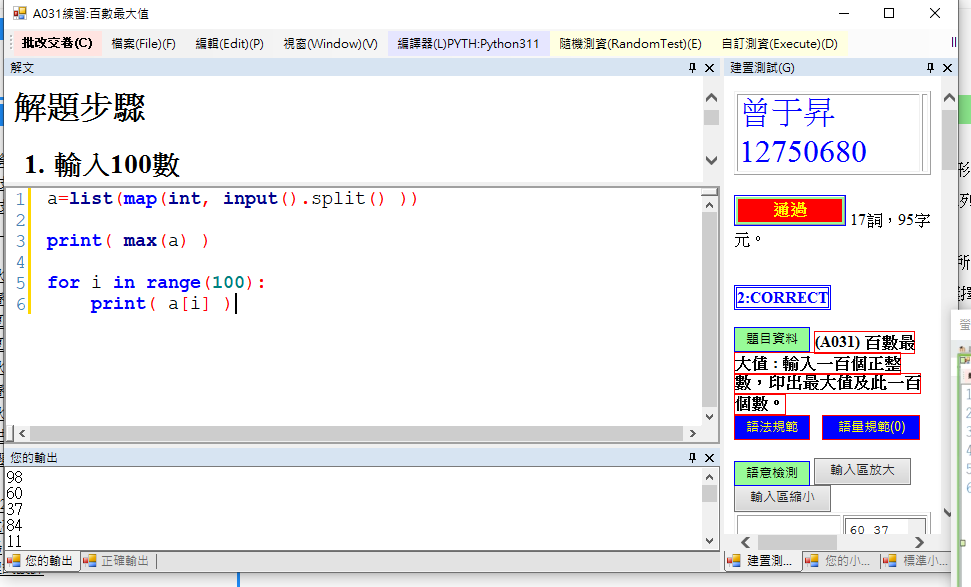 A031練習:百數最大值
批改交卷(C) 檔案(File)(F) 編輯(Edit)(P) 視窗(Window)(V) 編譯器(L)PYTH:Python311 隨機測資(RandomTest)(E) 自訂測資(Execute)(D)
解文
解題步驟
1. 輸入100數
1 a=list(map(int, input().split() ))
2
3 print( max(a) )
4
5 for i in range(100):
6 print( a[i] )
您的輸出
98
60
37
84
11
您的輸出 正確輸出
建置測試(G)
曾于昇
12750680
通過 17詞，95字
元。
2:CORRECT
題目資料 (A031) 百數最
大值 : 輸入一百個正整
數，印出最大值及此一百
個數。
語法規範 語量規範(0)
語意檢測 輸入區放大
輸入區縮小
60 37
建置測... 您的小... 標準小...